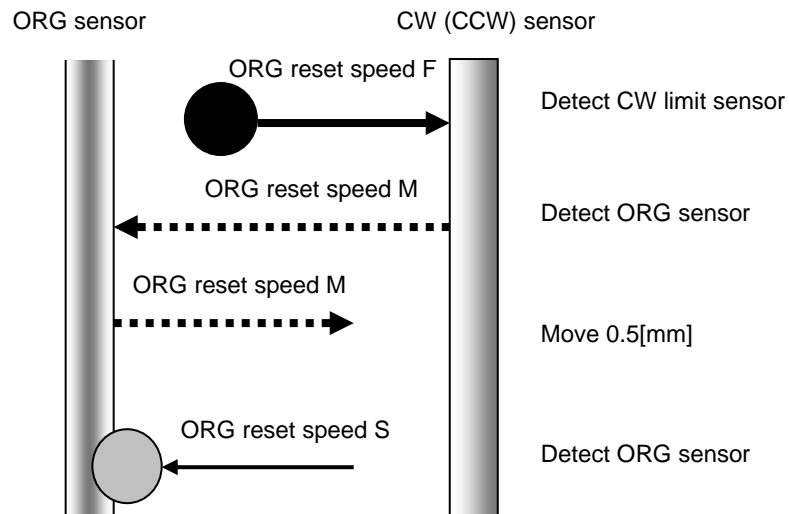 ORG sensor
CW (CCW) sensor
ORG reset speed F
Detect CW limit sensor
ORG reset speed M
Detect ORG sensor
ORG reset speed M
Move 0.5[mm]
ORG reset speed S
Detect ORG sensor